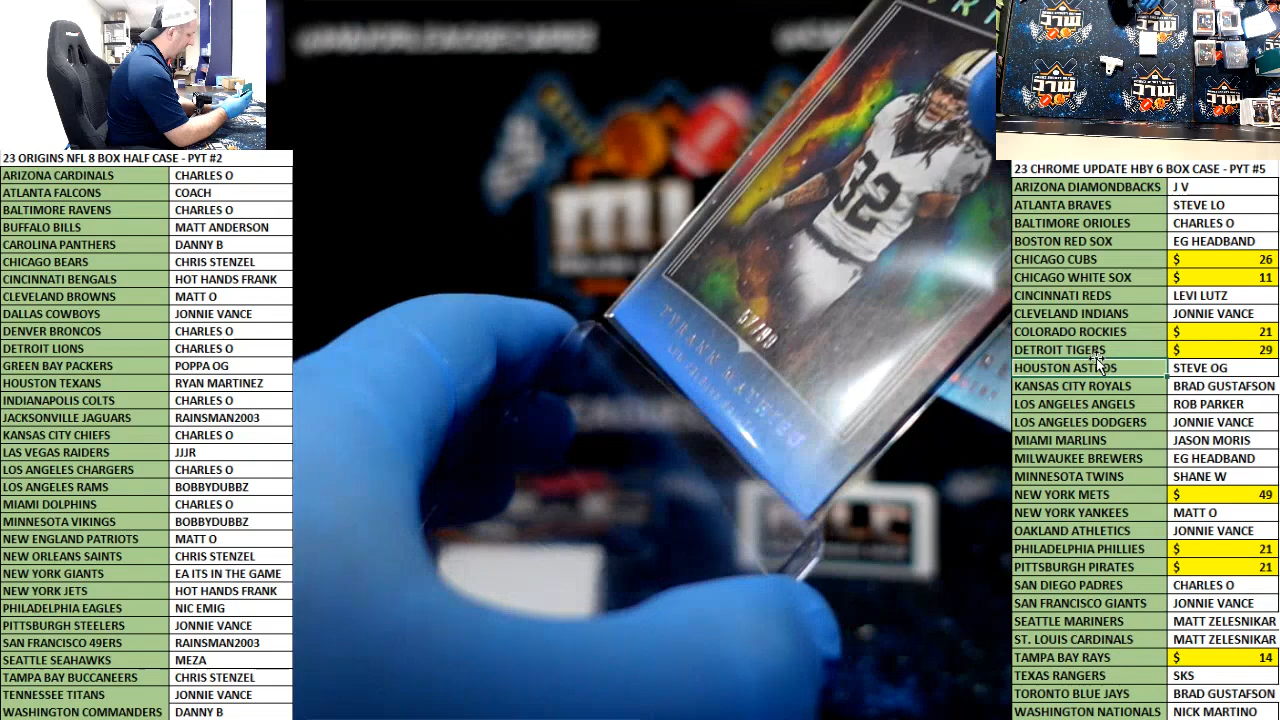 23 ORIGINS NFL 8 BOX HALF CASE - PYT #2
ARIZONA CARDINALS CHARLES O
ATLANTA FALCONS COACH
BALTIMORE RAVENS CHARLES O
BUFFALO BILLS MATT ANDERSON
CAROLINA PANTHERS DANNY B
CHICAGO BEARS CHRIS STENZEL
CINCINNATI BENGALS HOT HANDS FRANK
CLEVELAND BROWNS MATT O
DALLAS COWBOYS JONNIE VANCE
DENVER BRONCOS CHARLES O
DETROIT LIONS CHARLES O
GREEN BAY PACKERS POPPA OG
HOUSTON TEXANS RYAN MARTINEZ
INDIANAPOLIS COLTS CHARLES O
JACKSONVILLE JAGUARS RAINSMAN2003
KANSAS CITY CHIEFS CHARLES O
LAS VEGAS RAIDERS JJJR
LOS ANGELES CHARGERS CHARLES O
LOS ANGELES RAMS BOBBYDUBBZ
MIAMI DOLPHINS CHARLES O
MINNESOTA VIKINGS BOBBYDUBBZ
NEW ENGLAND PATRIOTS MATT O
NEW ORLEANS SAINTS CHRIS STENZEL
NEW YORK GIANTS EA ITS IN THE GAME
NEW YORK JETS HOT HANDS FRANK
PHILADELPHIA EAGLES NIC EMIG
PITTSBURGH STEELERS JONNIE VANCE
SAN FRANCISCO 49ERS RAINSMAN2003
SEATTLE SEAHAWKS MEZA
TAMPA BAY BUCCANEERS CHRIS STENZEL
TENNESSEE TITANS JONNIE VANCE
WASHINGTON COMMANDERS DANNY B
32
67/99
TYRANN MATHIEU
23 CHROME UPDATE HBY 6 BOX CASE - PYT #5
ARIZONA DIAMONDBACKS J V
ATLANTA BRAVES STEVE LO
BALTIMORE ORIOLES CHARLES O
BOSTON RED SOX EG HEADBAND
CHICAGO CUBS $ 26
CHICAGO WHITE SOX $ 11
CINCINNATI REDS LEVI LUTZ
CLEVELAND INDIANS JONNIE VANCE
COLORADO ROCKIES $ 21
DETROIT TIGERS $ 29
HOUSTON ASTROS STEVE OG
KANSAS CITY ROYALS BRAD GUSTAFSON
LOS ANGELES ANGELS ROB PARKER
LOS ANGELES DODGERS JONNIE VANCE
MIAMI MARLINS JASON MORIS
MILWAUKEE BREWERS EG HEADBAND
MINNESOTA TWINS SHANE W
NEW YORK METS $ 49
NEW YORK YANKEES MATT O
OAKLAND ATHLETICS JONNIE VANCE
PHILADELPHIA PHILLIES $ 21
PITTSBURGH PIRATES $ 21
SAN DIEGO PADRES CHARLES O
SAN FRANCISCO GIANTS JONNIE VANCE
SEATTLE MARINERS MATT ZELESNIKAR
ST. LOUIS CARDINALS MATT ZELESNIKAR
TAMPA BAY RAYS $ 14
TEXAS RANGERS SKS
TORONTO BLUE JAYS BRAD GUSTAFSON
WASHINGTON NATIONALS NICK MARTINO